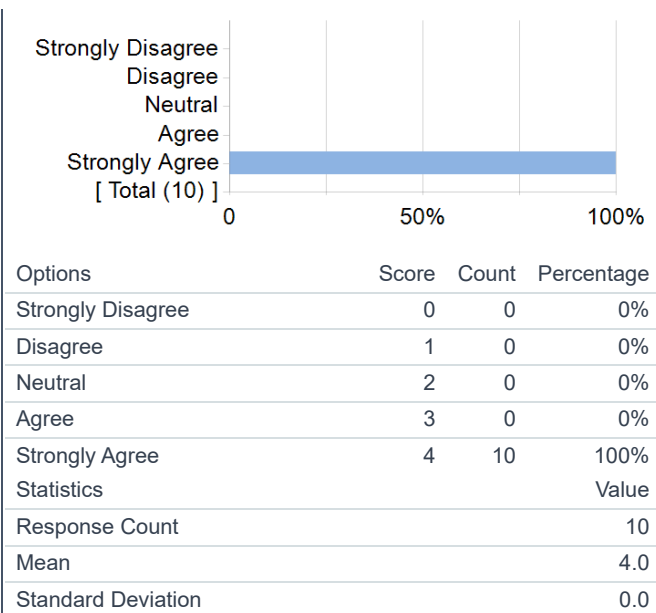 Strongly Disagree
Disagree
Neutral
Agree
Strongly Agree
[ Total (10) ]
0 50% 100%
Options Score Count Percentage
Strongly Disagree 0 0 0%
Disagree 1 0 0%
Neutral 2 0 0%
Agree 3 0 0%
Strongly Agree 4 10 100%
Statistics Value
Response Count 10
Mean 4.0
Standard Deviation 0.0